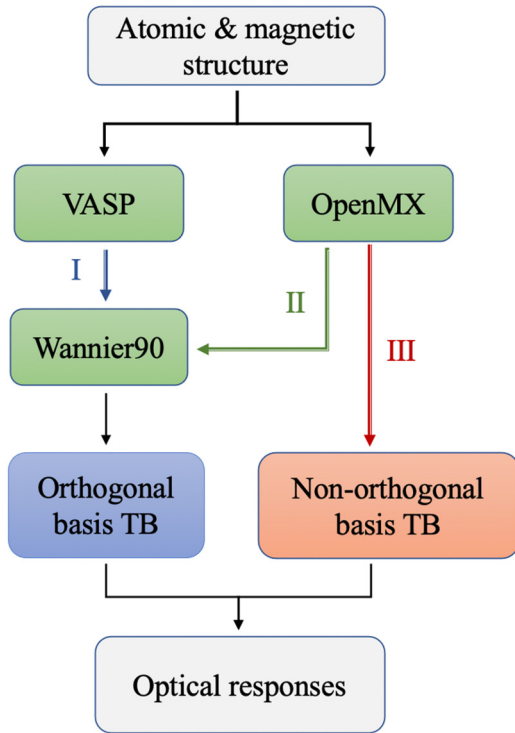 Atomic & magnetic
structure
VASP
OpenMX
I
II
Wannier90
III
Orthogonal
basis TB
Non-orthogonal
basis TB
Optical responses